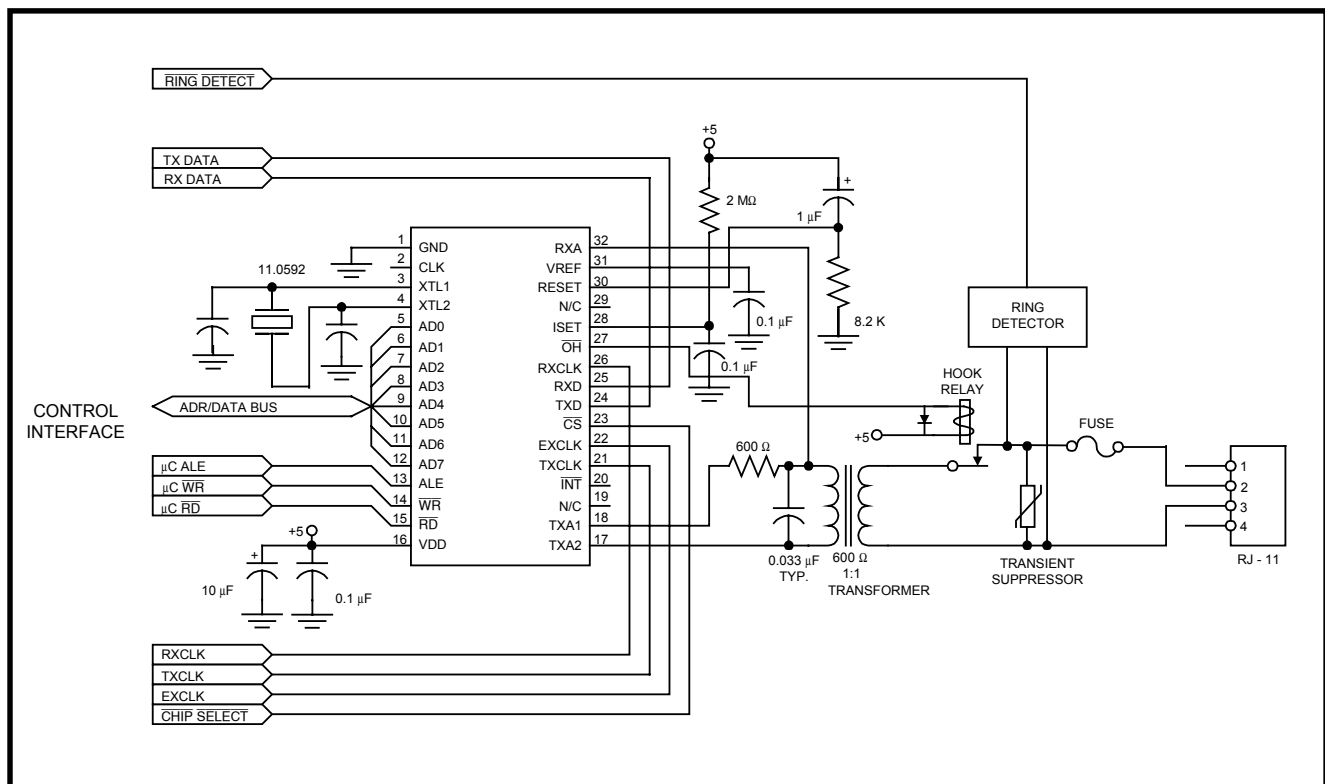 RING DETECT
TX DATA
RX DATA
+5
2 MΩ
+
1 µF
8.2 K
0.1 µF
0.1 µF
11.0592
1
GND
2
CLK
3
XTL1
4
XTL2
5
AD0
6
AD1
7
AD2
8
AD3
9
AD4
10
AD5
11
AD6
12
AD7
13
ALE
14
WR
15
RD
16
VDD
32
RXA
31
VREF
30
RESET
29
N/C
28
ISET
27
OH
26
RXCLK
25
RXD
24
TXD
23
CS
22
EXCLK
21
TXCLK
20
INT
19
N/C
18
TXA1
17
TXA2
CONTROL
INTERFACE
ADR/DATA BUS
µC ALE
µC WR
µC RD
+5
+
10 µF
0.1 µF
RXCLK
TXCLK
EXCLK
CHIP SELECT
RING
DETECTOR
HOOK
RELAY
+5
FUSE
600 Ω
0.033 µF
TYP.
600 Ω
1:1
TRANSFORMER
TRANSIENT
SUPPRESSOR
1
2
3
4
RJ - 11